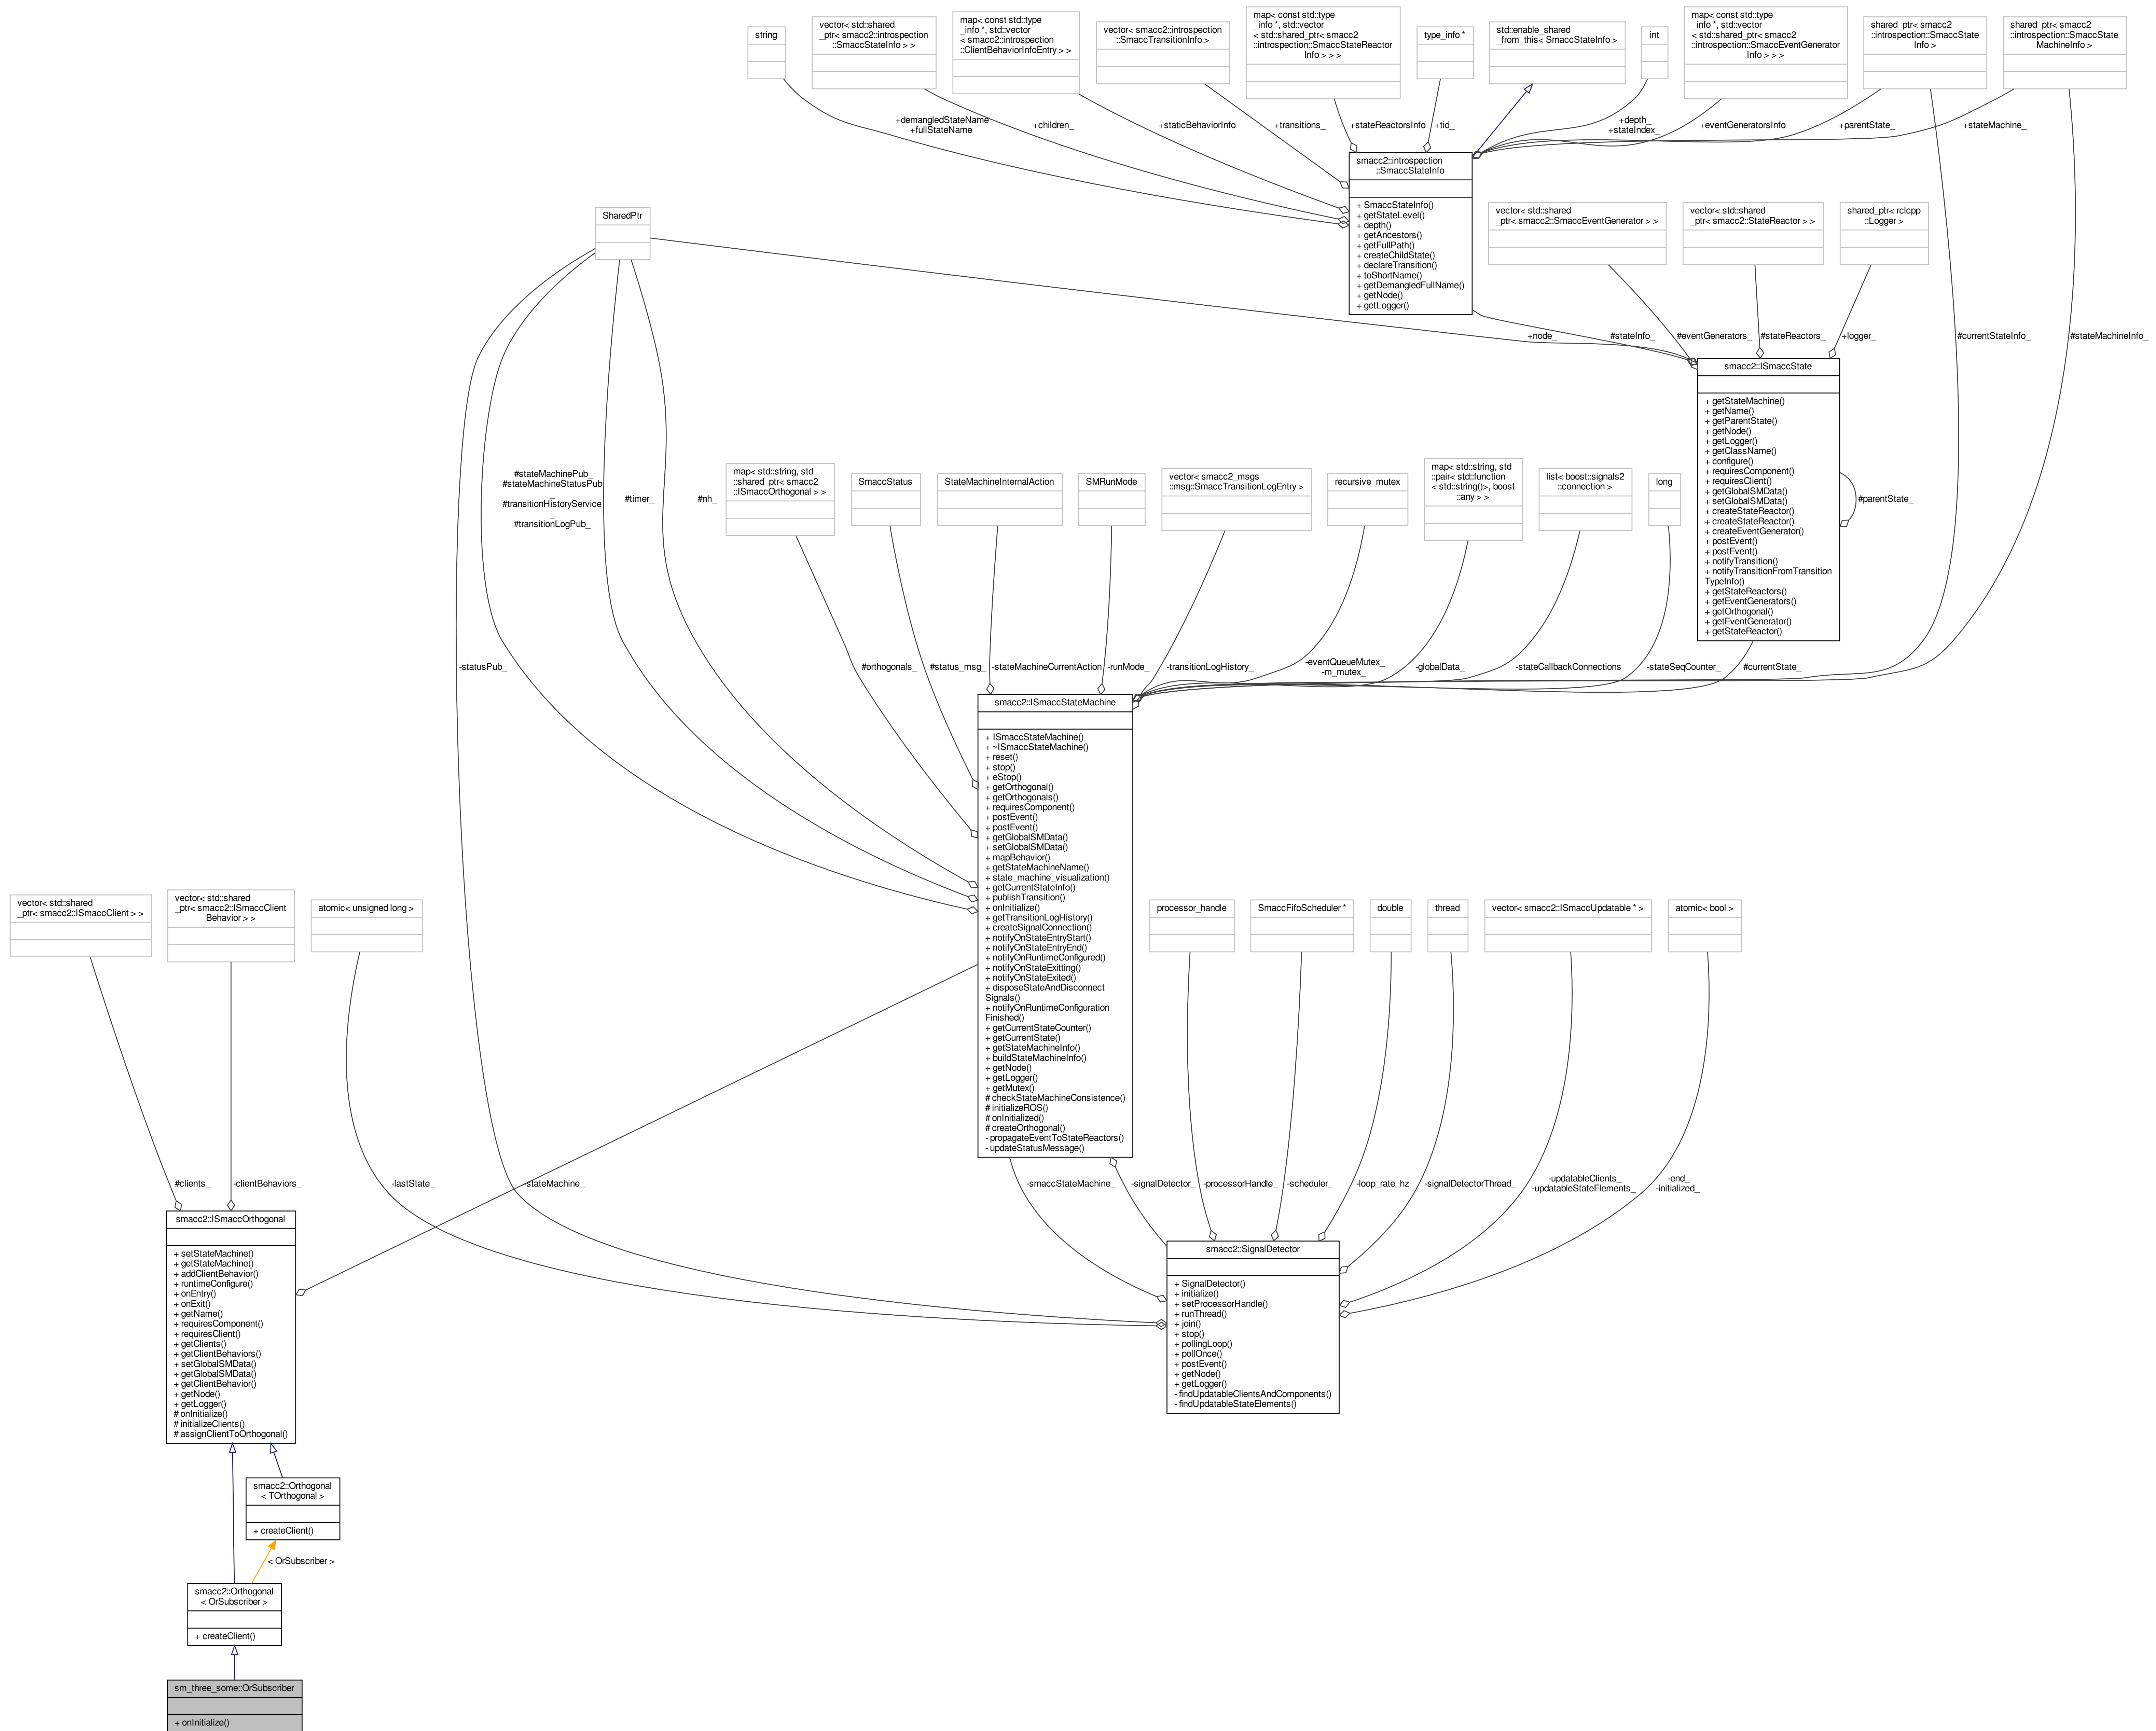 string
vector< std::shared
_ptr< smacc2::introspection
::SmaccStateInfo > >
map< const std::type
_info *, std::vector
< smacc2::introspection
::ClientBehaviorInfoEntry > >
vector< smacc2::introspection
::SmaccTransitionInfo >
map< const std::type
_info *, std::vector
< std::shared_ptr< smacc2
::introspection::SmaccStateReactor
Info > > >
type_info *
std::enable_shared
_from_this< SmaccStateInfo >
int
map< const std::type
_info *, std::vector
< std::shared_ptr< smacc2
::introspection::SmaccEventGenerator
Info > > >
shared_ptr< smacc2
::introspection::SmaccState
Info >
shared_ptr< smacc2
::introspection::SmaccState
MachineInfo >
+demangledStateName
+fullStateName
+children_
+staticBehaviorInfo
+transitions_
+stateReactorsInfo
+tid_
+depth_
+stateIndex_
+eventGeneratorsInfo
+parentState_
+stateMachine_
smacc2::introspection
::SmaccStateInfo
+ SmaccStateInfo()
+ getStateLevel()
+ depth()
+ getAncestors()
+ getFullPath()
+ createChildState()
+ declareTransition()
+ toShortName()
+ getDemangledFullName()
+ getNode()
+ getLogger()
SharedPtr
vector< std::shared
_ptr< smacc2::SmaccEventGenerator > >
vector< std::shared
_ptr< smacc2::StateReactor > >
shared_ptr< rclcpp
::Logger >
+node_
#stateInfo_
#eventGenerators_
#stateReactors_
+logger_
#currentStateInfo_
#stateMachineInfo_
smacc2::ISmaccState
+ getStateMachine()
+ getName()
+ getParentState()
+ getNode()
+ getLogger()
+ getClassName()
+ configure()
+ requiresComponent()
+ requiresClient()
+ getGlobalSMData()
+ setGlobalSMData()
+ createStateReactor()
+ createStateReactor()
+ createEventGenerator()
+ postEvent()
+ postEvent()
+ notifyTransition()
+ notifyTransitionFromTransition
TypeInfo()
+ getStateReactors()
+ getEventGenerators()
+ getOrthogonal()
+ getEventGenerator()
+ getStateReactor()
#parentState_
#stateMachinePub_
#stateMachineStatusPub
_
#transitionHistoryService
_
#transitionLogPub_
#timer_
#nh_
map< std::string, std
::shared_ptr< smacc2
::ISmaccOrthogonal > >
SmaccStatus
StateMachineInternalAction
SMRunMode
vector< smacc2_msgs
::msg::SmaccTransitionLogEntry >
recursive_mutex
map< std::string, std
::pair< std::function
< std::string()>, boost
::any > >
list< boost::signals2
::connection >
long
-statusPub_
#orthogonals_
#status_msg_
-stateMachineCurrentAction
-runMode_
-transitionLogHistory_
-eventQueueMutex_
-m_mutex_
-globalData_
-stateCallbackConnections
-stateSeqCounter_
#currentState_
smacc2::ISmaccStateMachine
+ ISmaccStateMachine()
+ ~ISmaccStateMachine()
+ reset()
+ stop()
+ eStop()
+ getOrthogonal()
+ getOrthogonals()
+ requiresComponent()
+ postEvent()
+ postEvent()
+ getGlobalSMData()
+ setGlobalSMData()
+ mapBehavior()
+ getStateMachineName()
+ state_machine_visualization()
+ getCurrentStateInfo()
+ publishTransition()
+ onInitialize()
+ getTransitionLogHistory()
+ createSignalConnection()
+ notifyOnStateEntryStart()
+ notifyOnStateEntryEnd()
+ notifyOnRuntimeConfigured()
+ notifyOnStateExitting()
+ notifyOnStateExited()
+ disposeStateAndDisconnect
Signals()
+ notifyOnRuntimeConfiguration
Finished()
+ getCurrentStateCounter()
+ getCurrentState()
+ getStateMachineInfo()
+ buildStateMachineInfo()
+ getNode()
+ getLogger()
+ getMutex()
# checkStateMachineConsistence()
# initializeROS()
# onInitialized()
# createOrthogonal()
- propagateEventToStateReactors()
- updateStatusMessage()
vector< std::shared
_ptr< smacc2::ISmaccClient > >
vector< std::shared
_ptr< smacc2::ISmaccClient
Behavior > >
atomic< unsigned long >
processor_handle
SmaccFifoScheduler *
double
thread
vector< smacc2::ISmaccUpdatable * >
atomic< bool >
#clients_
-clientBehaviors_
-lastState_
-stateMachine_
-smaccStateMachine_
-signalDetector_
-processorHandle_
-scheduler_
-loop_rate_hz
-signalDetectorThread_
-updatableClients_
-updatableStateElements_
-end_
-initialized_
smacc2::ISmaccOrthogonal
+ setStateMachine()
+ getStateMachine()
+ addClientBehavior()
+ runtimeConfigure()
+ onEntry()
+ onExit()
+ getName()
+ requiresComponent()
+ requiresClient()
+ getClients()
+ getClientBehaviors()
+ setGlobalSMData()
+ getGlobalSMData()
+ getClientBehavior()
+ getNode()
+ getLogger()
# onInitialize()
# initializeClients()
# assignClientToOrthogonal()
smacc2::SignalDetector
+ SignalDetector()
+ initialize()
+ setProcessorHandle()
+ runThread()
+ join()
+ stop()
+ pollingLoop()
+ pollOnce()
+ postEvent()
+ getNode()
+ getLogger()
- findUpdatableClientsAndComponents()
- findUpdatableStateElements()
smacc2::Orthogonal
< TOrthogonal >
+ createClient()
< OrSubscriber >
smacc2::Orthogonal
< OrSubscriber >
+ createClient()
sm_three_some::OrSubscriber
+ onInitialize()